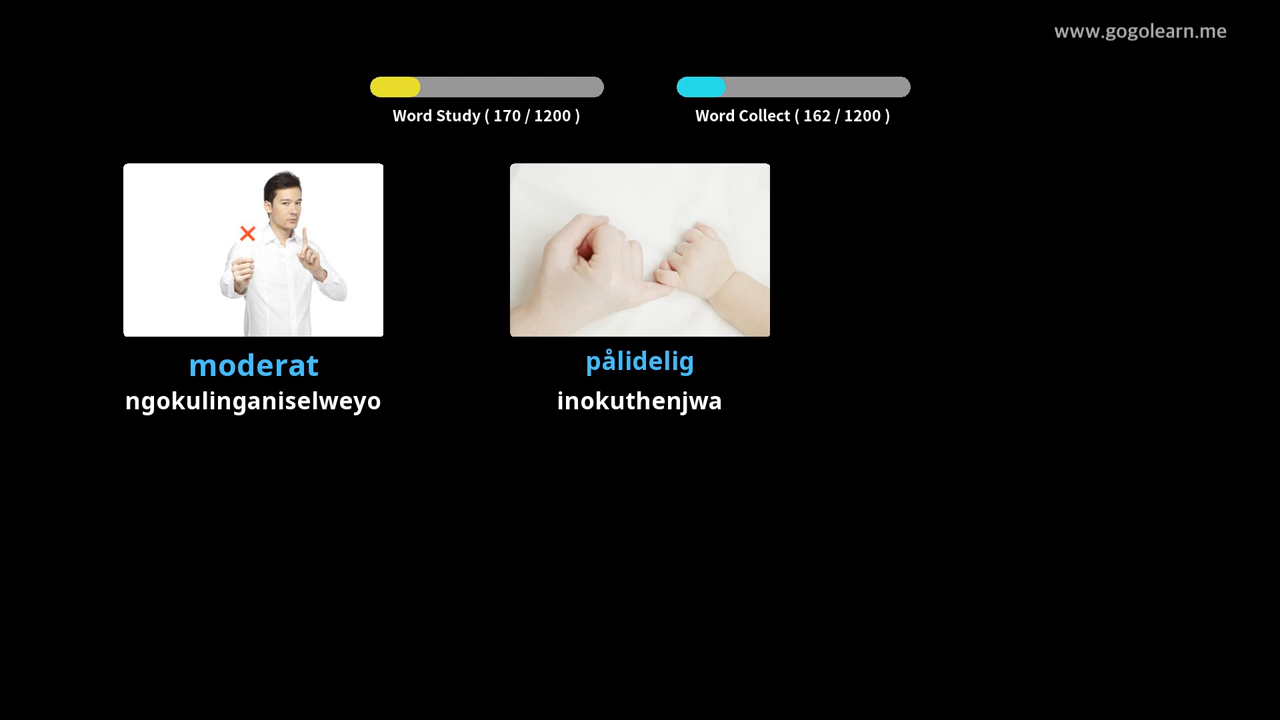 www.gogolearn.me
Word Study ( 170 / 1200 )
Word Collect ( 162 / 1200 )
moderat
ngokulinganiselweyo
pålidelig
inokuthenjwa